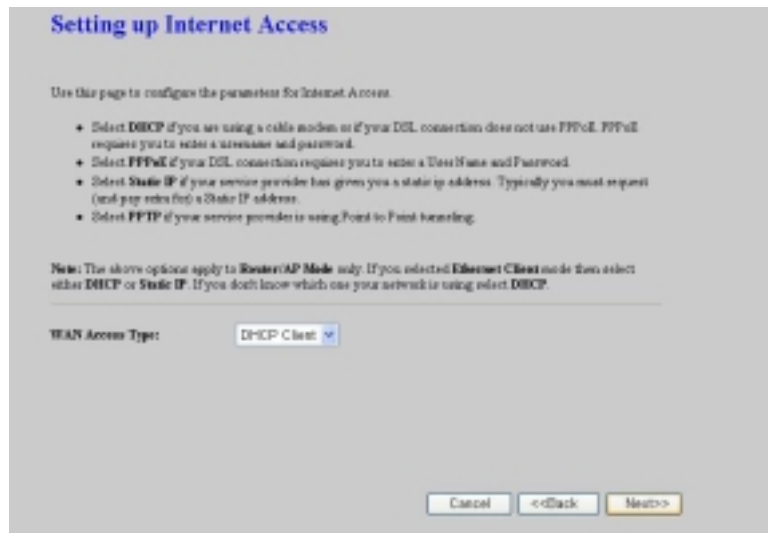 Setting up Internet Access
Use this page to configure the parameters for Internet Access.
• Select DHCP if you are using a cable modem or if your DSL connection does not use PPPoE. PPPoE
requires you to enter a username and password.
• Select PPPoE if your DSL connection requires you to enter a User Name and Password.
• Select Static IP if your service provider has given you a static ip address. Typically you must request
(and pay extra for) a Static IP address.
• Select PPTP if your service provider is using Point to Point tunneling.
Note: The above options apply to Router/AP Mode only. If you selected Ethernet Client mode then select
either DHCP or Static IP. If you don't know which one your network is using select DHCP.
WAN Access Type:
DHCP Client
Cancel
<<Back
Next>>